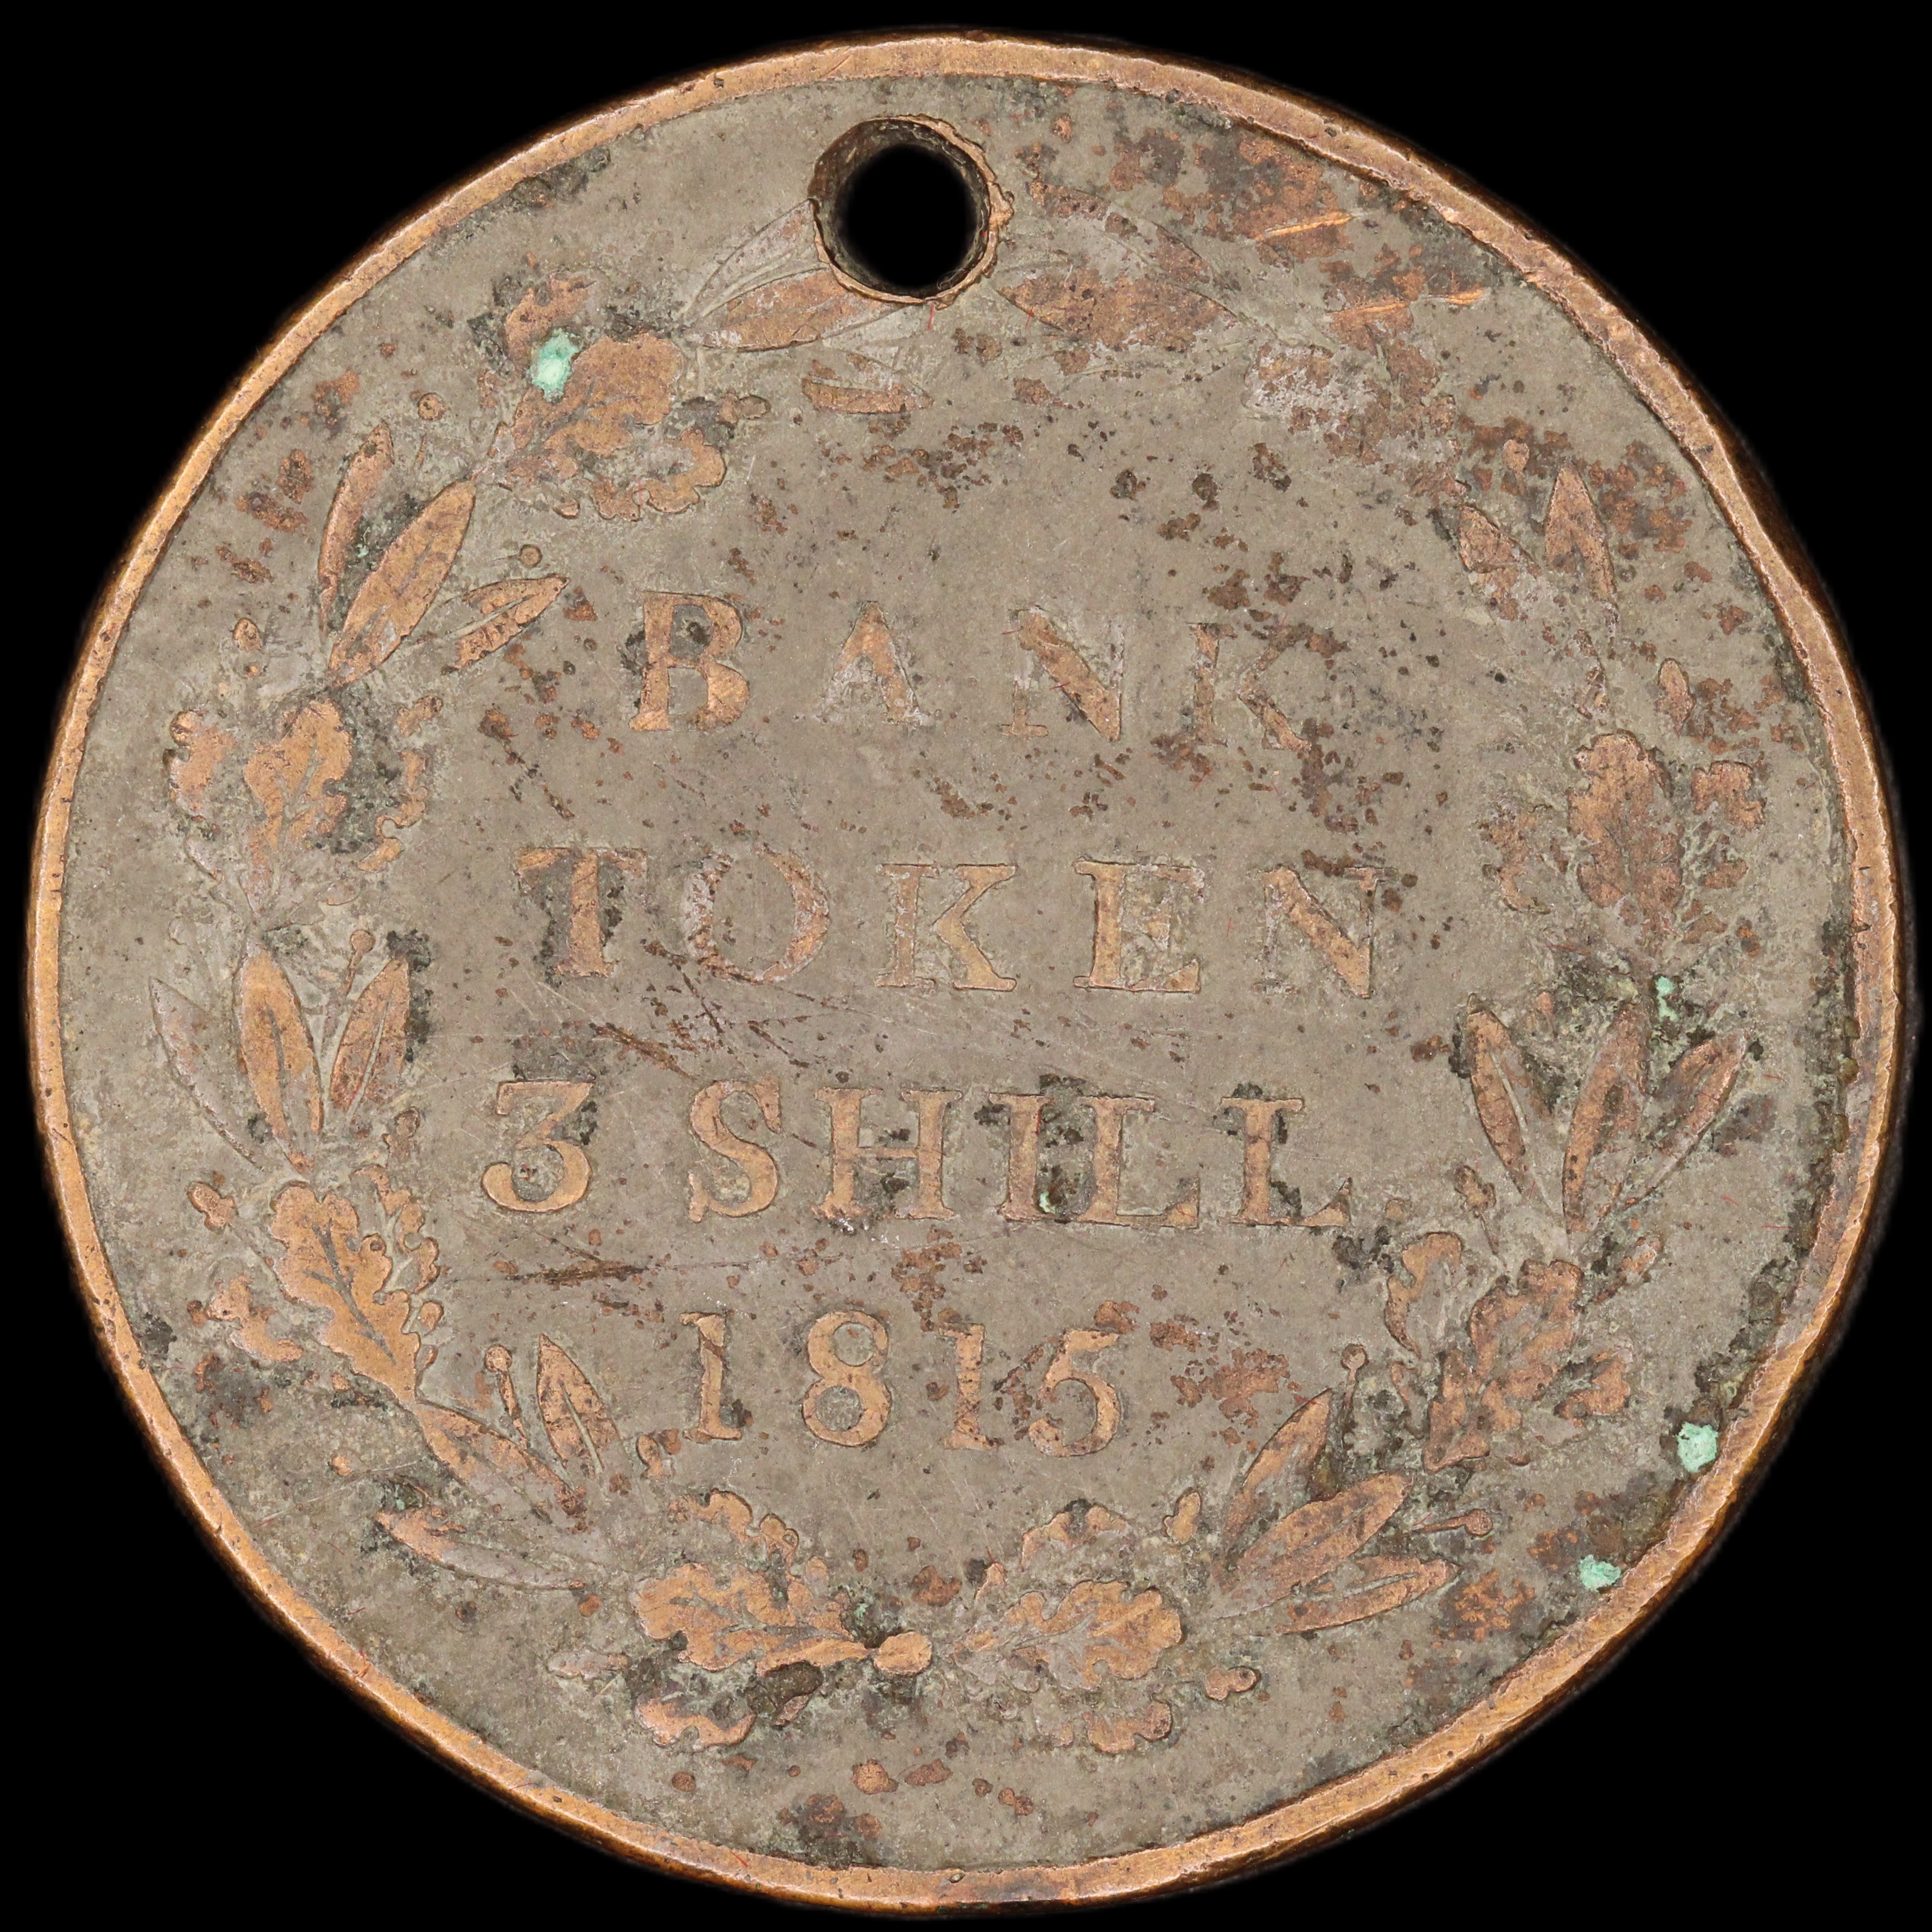 BANK
TOKEN
3 SHILL.
1815